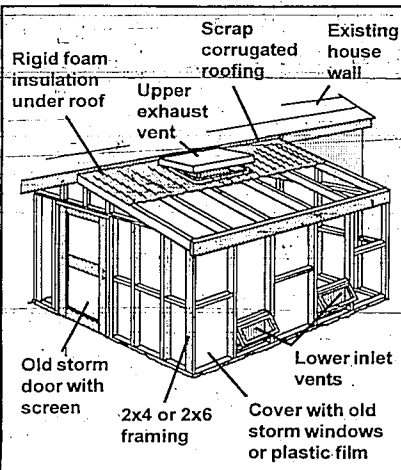 Rigid foam
insulation
under roof
Upper
exhaust
vent
Scrap
corrugated
roofing
Existing
house
wall
Old storm
door with
screen
2x4 or 2x6
framing
Cover with old
storm windows
or plastic film
Lower inlet
vents